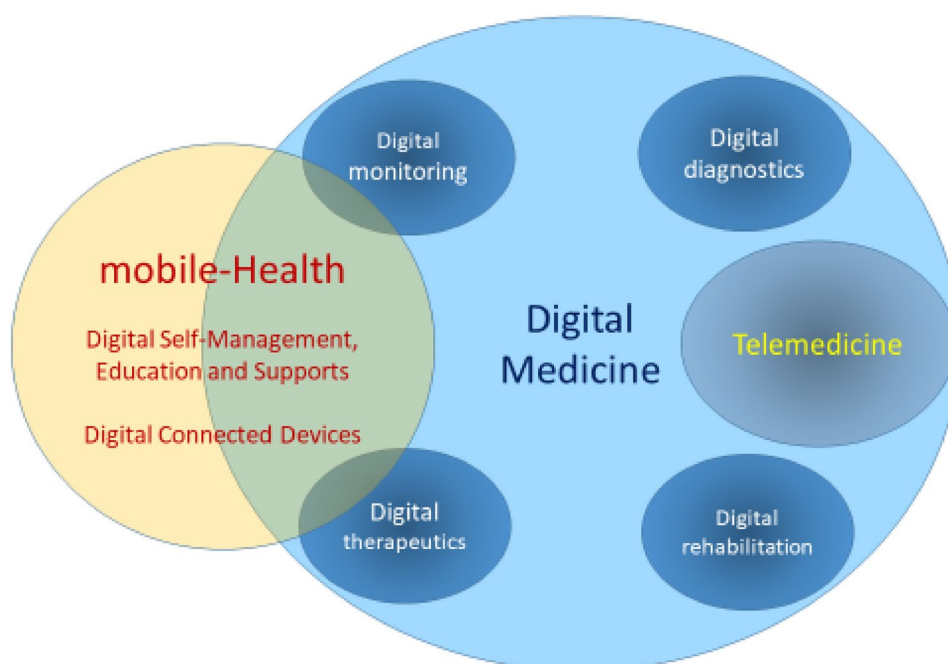 Digital
monitoring
Digital
diagnostics
mobile-Health
Digital Self-Management,
Education and Supports
Digital Connected Devices
Digital
Medicine
Telemedicine
Digital
therapeutics
Digital
rehabilitation